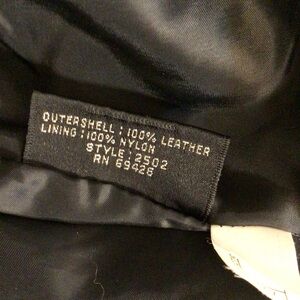 OUTERSHELL: 100% LEATHER
LINING: 100% NYLON
STYLE: 2502
RN 69426